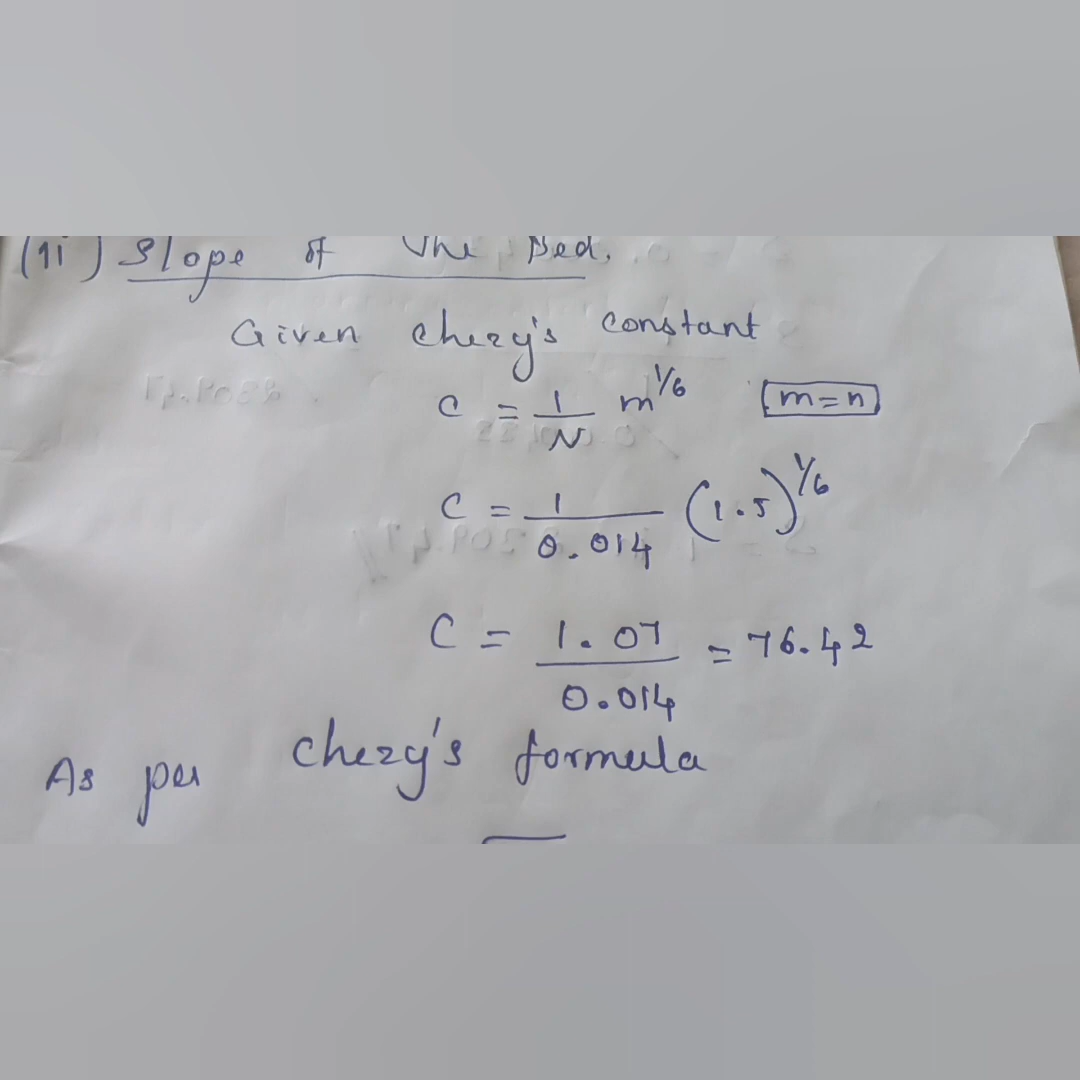 (ii) Slope of the Bed.
Given chezy's constant
C = 1/N m^1/6 [m=n]
C = 1/0.014 (1.5)^1/6
C = 1.07/0.014 = 76.42
As per chezy's formula